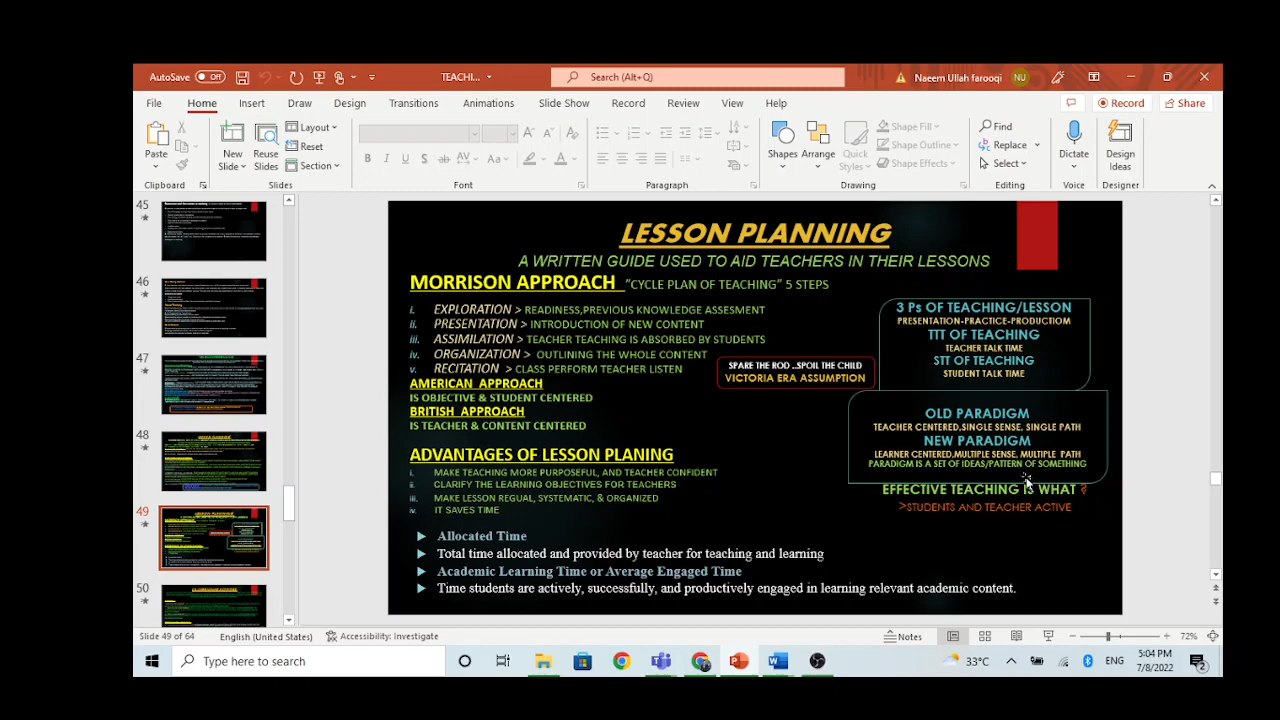 AutoSave Off
TEACHI...
Search (Alt+Q)
Naeem Ullah farooqi NU
File Home Insert Draw Design Transitions Animations Slide Show Record Review View Help
Record Share
Paste
New Slide
Reuse Slides
Layout
Reset
Section
Shapes Arrange Quick Styles
Shape Fill
Shape Outline
Shape Effects
Find
Replace
Select
Dictate
Design Ideas
Clipboard Slides Font Paragraph Drawing Editing Voice Designer
45
46
47
48
49
50
LESSON PLANNING
A WRITTEN GUIDE USED TO AID TEACHERS IN THEIR LESSONS
MORRISON APPROACH "CYCLE PLAN OF TEACHING" 3 STEPS
i. EXPLORATION > READINESS,PREVIOUS KNOWLEDGE ASSESMENT
ii. PRESENTATION > INTRODUCTION OF NEW CONTENT
iii. ASSIMILATION > TEACHER TEACHING IS ABSORBED BY STUDENTS
iv. ORGANIZATION > OUTLINING THE WHOLE CONTENT
v. RECITATION > CLASS PERFORM TEACHER LISTEN
AMERICAN APPROACH
IS OBJECTIVE & STUDENT CENTERED
BRITISH APPROACH
IS TEACHER & CONTENT CENTERED
ADVANTAGES OF LESSON PLANING
i. MAKE TEACHING MORE PURPOSEFUL, AND TEACHER CONFIDENT
ii. CLARIFY THE LEARNING OBJECTIVES FOR TEACHERS
iii. MAKE LESSON REGUAL, SYSTEMATIC, & ORGANIZED
iv. IT SAVES TIME
Allocated Time
Total time allocated and provided by teacher for teaching and learning
Academic Learning Time or Average Engaged Time
Time students are actively, successfully, and productively engaged in learning relevant academic content.
SPARE THE ROD ..SPOIL THE CHILD
VICTORIA ERA ASSUMPTION
3 Ps OF TEACHING/LESSON
PRESENTATION-PRACTICE-PRODUCTIOM
TTT OF TEACHING
TEACHER TALK TIME
STT OF TEACHING
STUDENT TALK TIME
OLD PARADIGM
TEACHER CENTERED,SINGLE SENSE, SINGLE PATH
NEW PARADIGM
LEARNER CENTERED,MULTIPLE SENSE, MULTIPLE PATH
PARADIGM IS A SET OF IDEAS/PATTERN OF SOMETHING
EFFECTIVE TEACHING IS WHAT ?
>STUDENTS AND TEACHER ACTIVE
Slide 49 of 64 English (United States) Accessibility: Investigate Notes 72%
Type here to search
33°C ENG
5:04 PM
7/8/2022
2